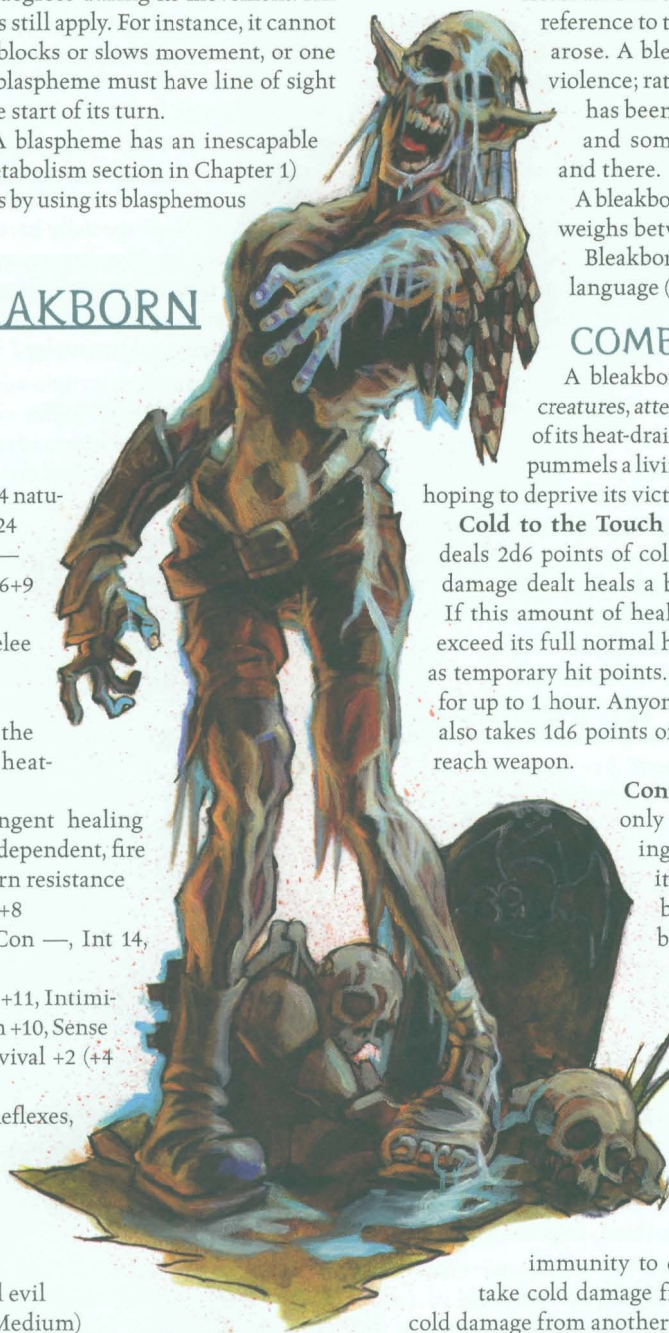 s still apply. For instance, it cannot
blocks or slows movement, or one
blaspheme must have line of sight
e start of its turn.
A blaspheme has an inescapable
etabolism section in Chapter 1)
s by using its blasphemous
AKBORN
4 natu-
24
—
6+9
elee
the
heat-
ngent healing
dependent, fire
rn resistance
+8
Con —, Int 14,
+11, Intimi-
n +10, Sense
vival +2 (+4
eflexes,
l evil
Medium)
reference to t
arose. A ble
violence; rat
has been
and som
and there.
A bleakbo
weighs betw
Bleakbor
language (
COMB
A bleakbo
creatures, atte
of its heat-drai
pummels a livi
hoping to deprive its vict
Cold to the Touch
deals 2d6 points of col
damage dealt heals a b
If this amount of heal
exceed its full normal h
as temporary hit points.
for up to 1 hour. Anyor
also takes 1d6 points o
reach weapon.
Con
only
ing
it
b
b
immunity to
take cold damage f
cold damage from another